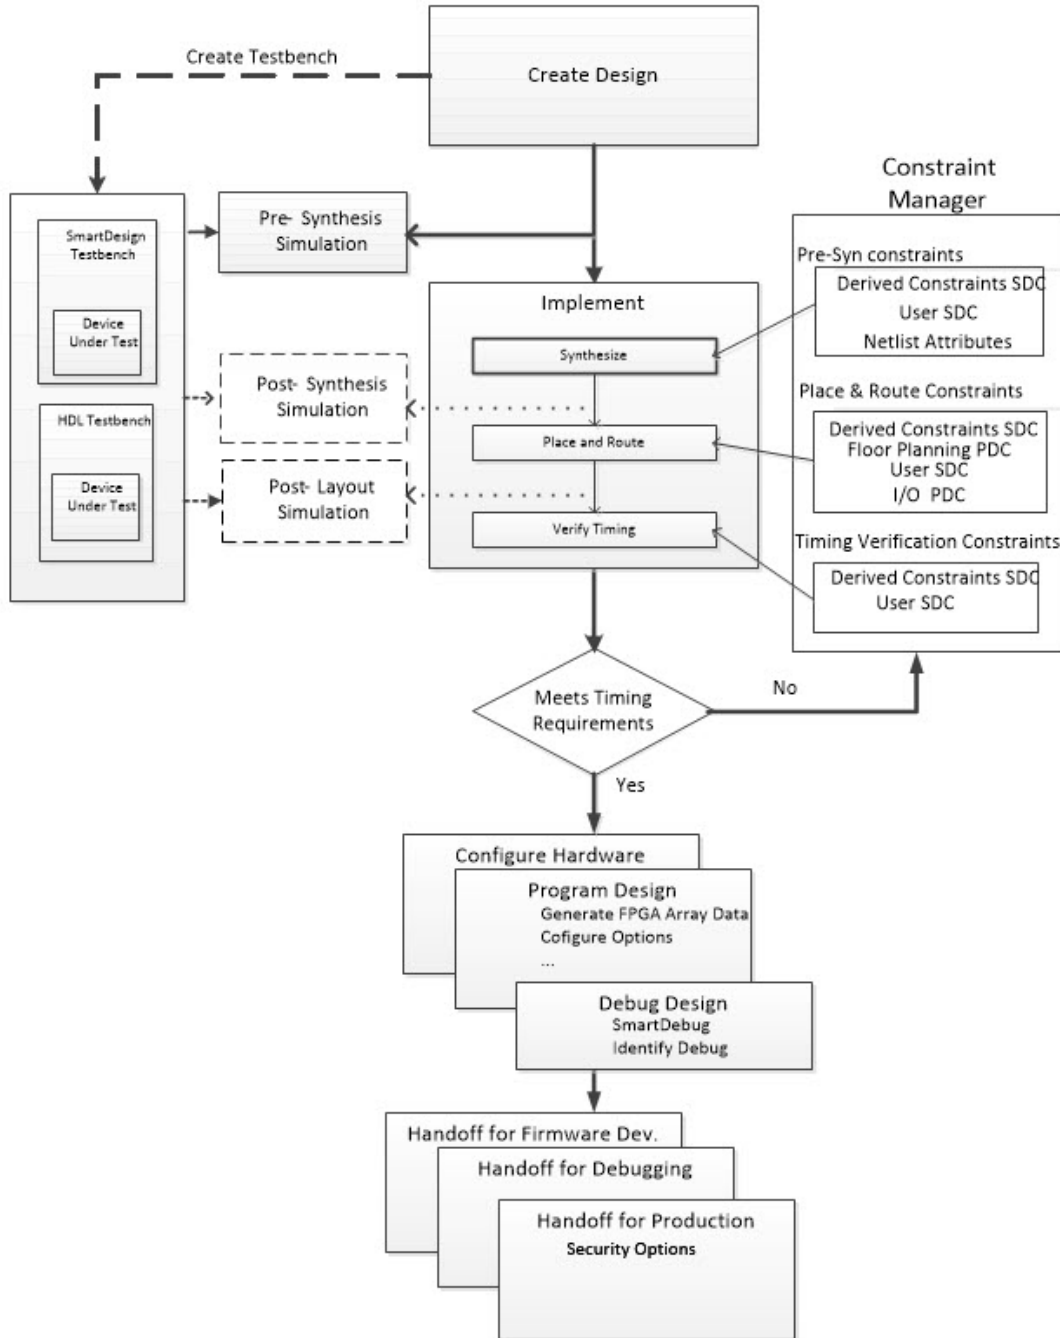 Create Testbench
Create Design
Constraint
Manager
SmartDesign
Testbench
Device
Under Test
Pre- Synthesis
Simulation
Pre-Syn constraints
Derived Constraints SDC
User SDC
Netlist Attributes
Implement
Synthesize
Post- Synthesis
Simulation
Place & Route Constraints
HDL Testbench
Device
Under Test
Place and Route
Derived Constraints SDC
Floor Planning PDC
User SDC
I/O PDC
Post- Layout
Simulation
Verify Timing
Timing Verification Constraints
Derived Constraints SDC
User SDC
Meets Timing
Requirements
No
Yes
Configure Hardware
Program Design
Generate FPGA Array Data
Cofigure Options
...
Debug Design
SmartDebug
Identify Debug
Handoff for Firmware Dev.
Handoff for Debugging
Handoff for Production
Security Options